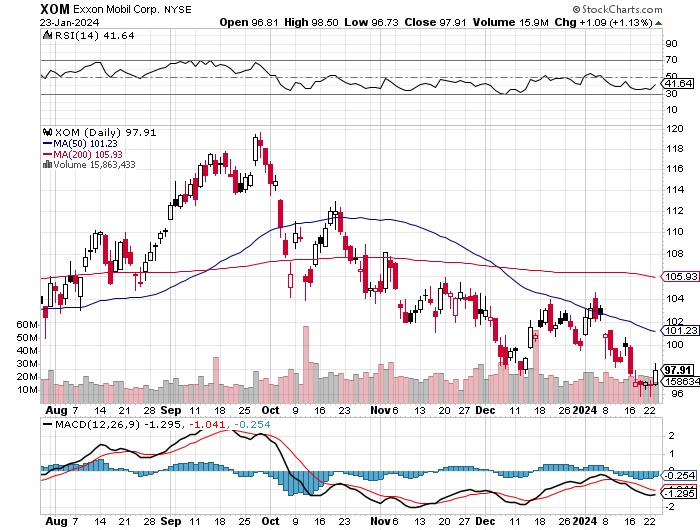 XOM Exxon Mobil Corp. NYSE
© StockCharts.com
23-Jan-2024
Open 96.81 High 98.50 Low 96.73 Close 97.91 Volume 15.9M Chg +1.09 (+1.13%)
RSI(14) 41.64
90
70
50
41.64
30
10
XOM (Daily) 97.91
MA(50) 101.23
MA(200) 105.93
Volume 15,863,433
120
118
116
114
112
110
108
105.93
104
102
101.23
100
97.91
158634
96
60M
50M
40M
30M
20M
10M
Aug 7 14 21 28 Sep 11 18 25 Oct 9 16 23 Nov 6 13 20 27 Dec 11 18 26 2024 8 16 22
MACD(12,26,9) -1.295, -1.041, -0.254
2
1
-0.254
-1.295
-2
Aug 7 14 21 28 Sep 11 18 25 Oct 9 16 23 Nov 6 13 20 27 Dec 11 18 26 2024 8 16 22